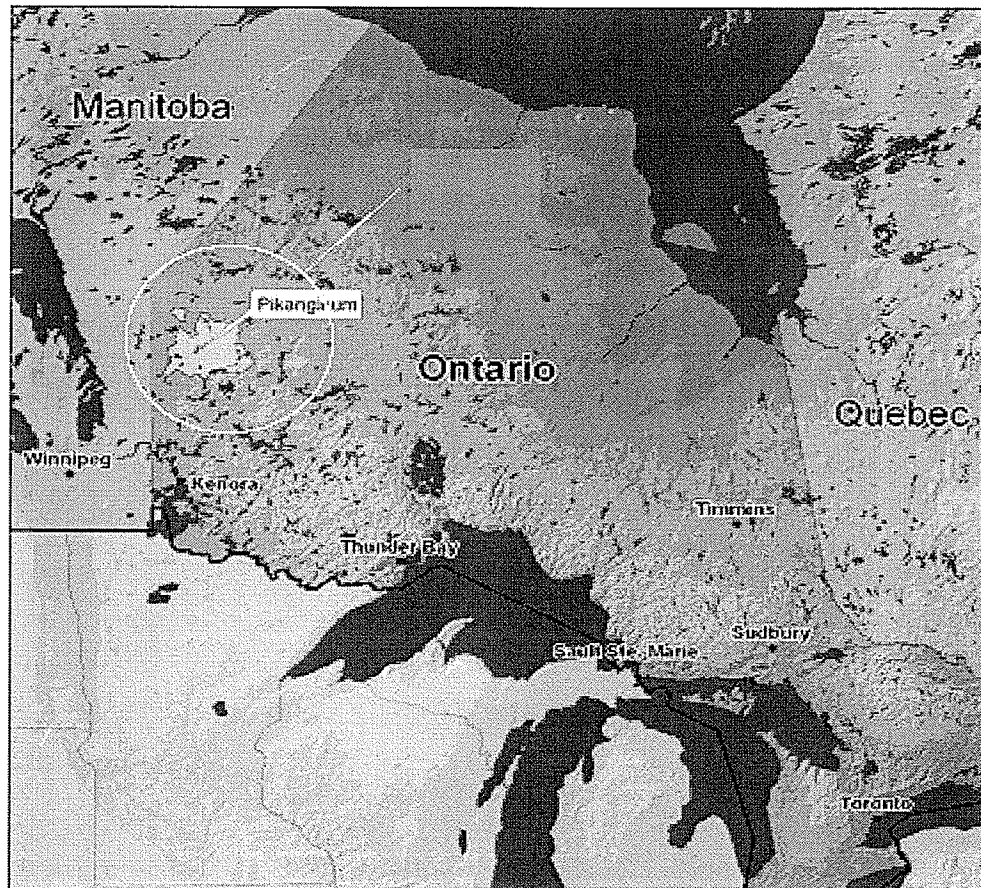 Manitoba
Pikangikum
Ontario
Quebec
Winnipeg
Kenora
Timmins
Thunder Bay
Sudbury
Sault Ste. Marie
Toronto